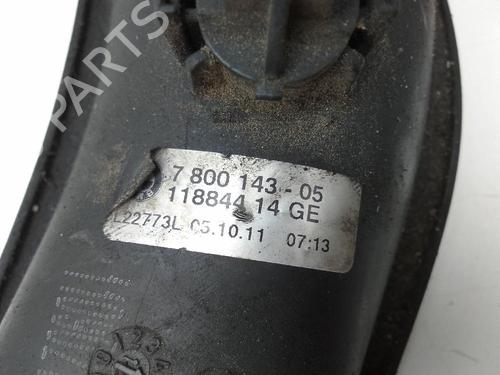 B-PARTS
7 800 143 - 05
118844 14 GE
L22773L 05.10.11 07:13